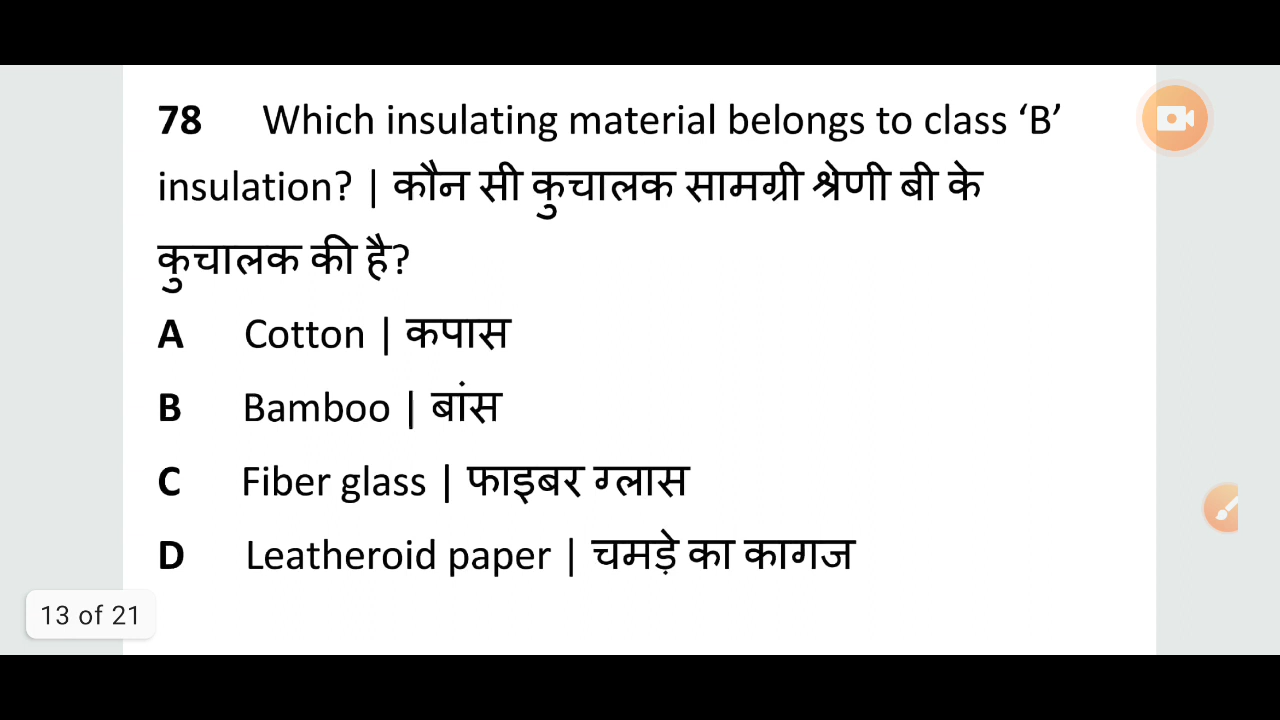 78 Which insulating material belongs to class ‘B’
insulation? | कौन सी कुचालक सामग्री श्रेणी बी के
कुचालक की है?
A Cotton | कपास
B Bamboo | बांस
C Fiber glass | फाइबर ग्लास
D Leatheroid paper | चमड़े का कागज
13 of 21